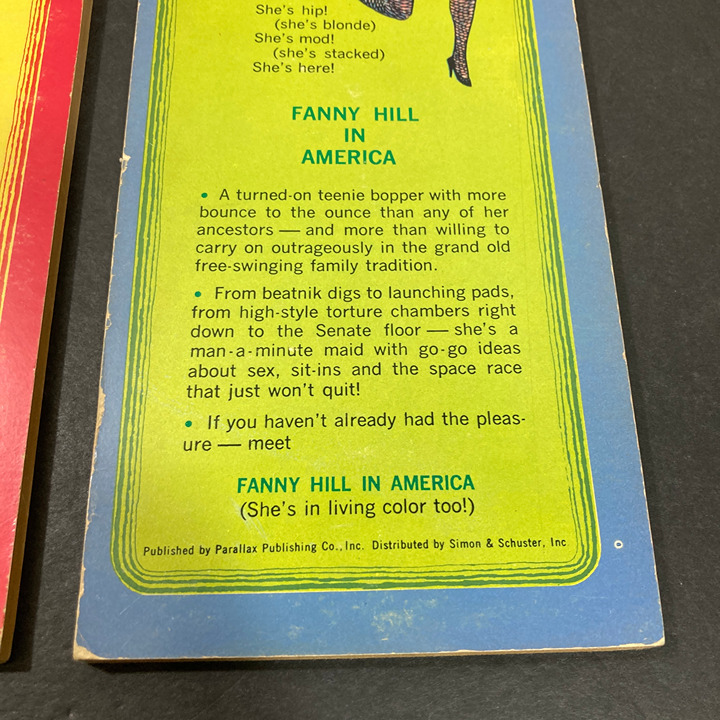 She's hip!
(she's blonde)
She's mod!
(she's stacked)
She's here!
FANNY HILL
IN
AMERICA
• A turned-on teenie bopper with more
bounce to the ounce than any of her
ancestors — and more than willing to
carry on outrageously in the grand old
free-swinging family tradition.
• From beatnik digs to launching pads,
from high-style torture chambers right
down to the Senate floor — she's a
man-a-minute maid with go-go ideas
about sex, sit-ins and the space race
that just won't quit!
• If you haven't already had the pleas-
ure — meet
FANNY HILL IN AMERICA
(She's in living color too!)
Published by Parallax Publishing Co., Inc. Distributed by Simon & Schuster, Inc.